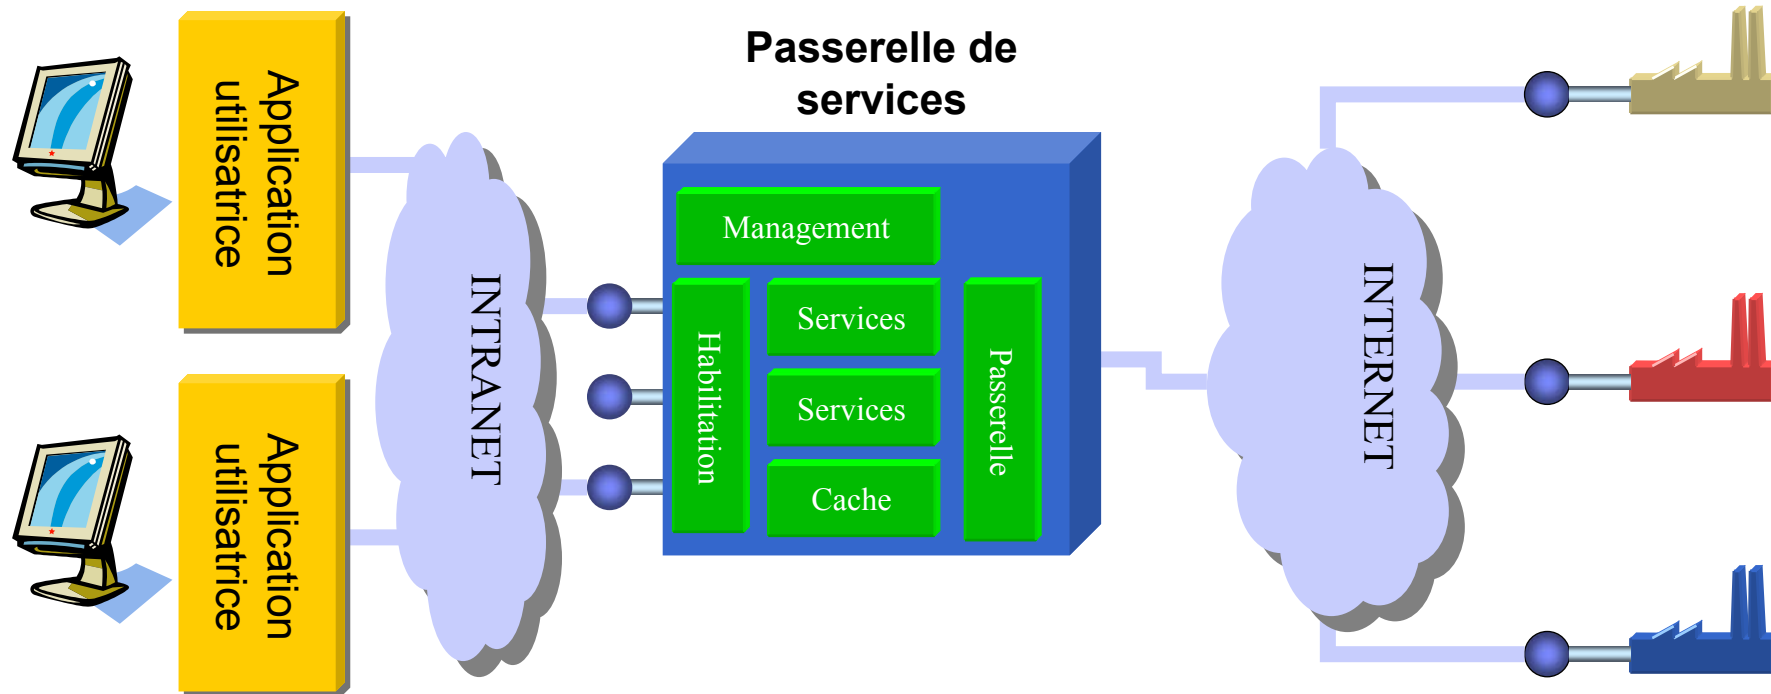 Passerelle de
services
Application
utilisatrice
Application
utilisatrice
INTRANET
Management
Habilitation
Services
Services
Cache
Passerelle
INTERNET